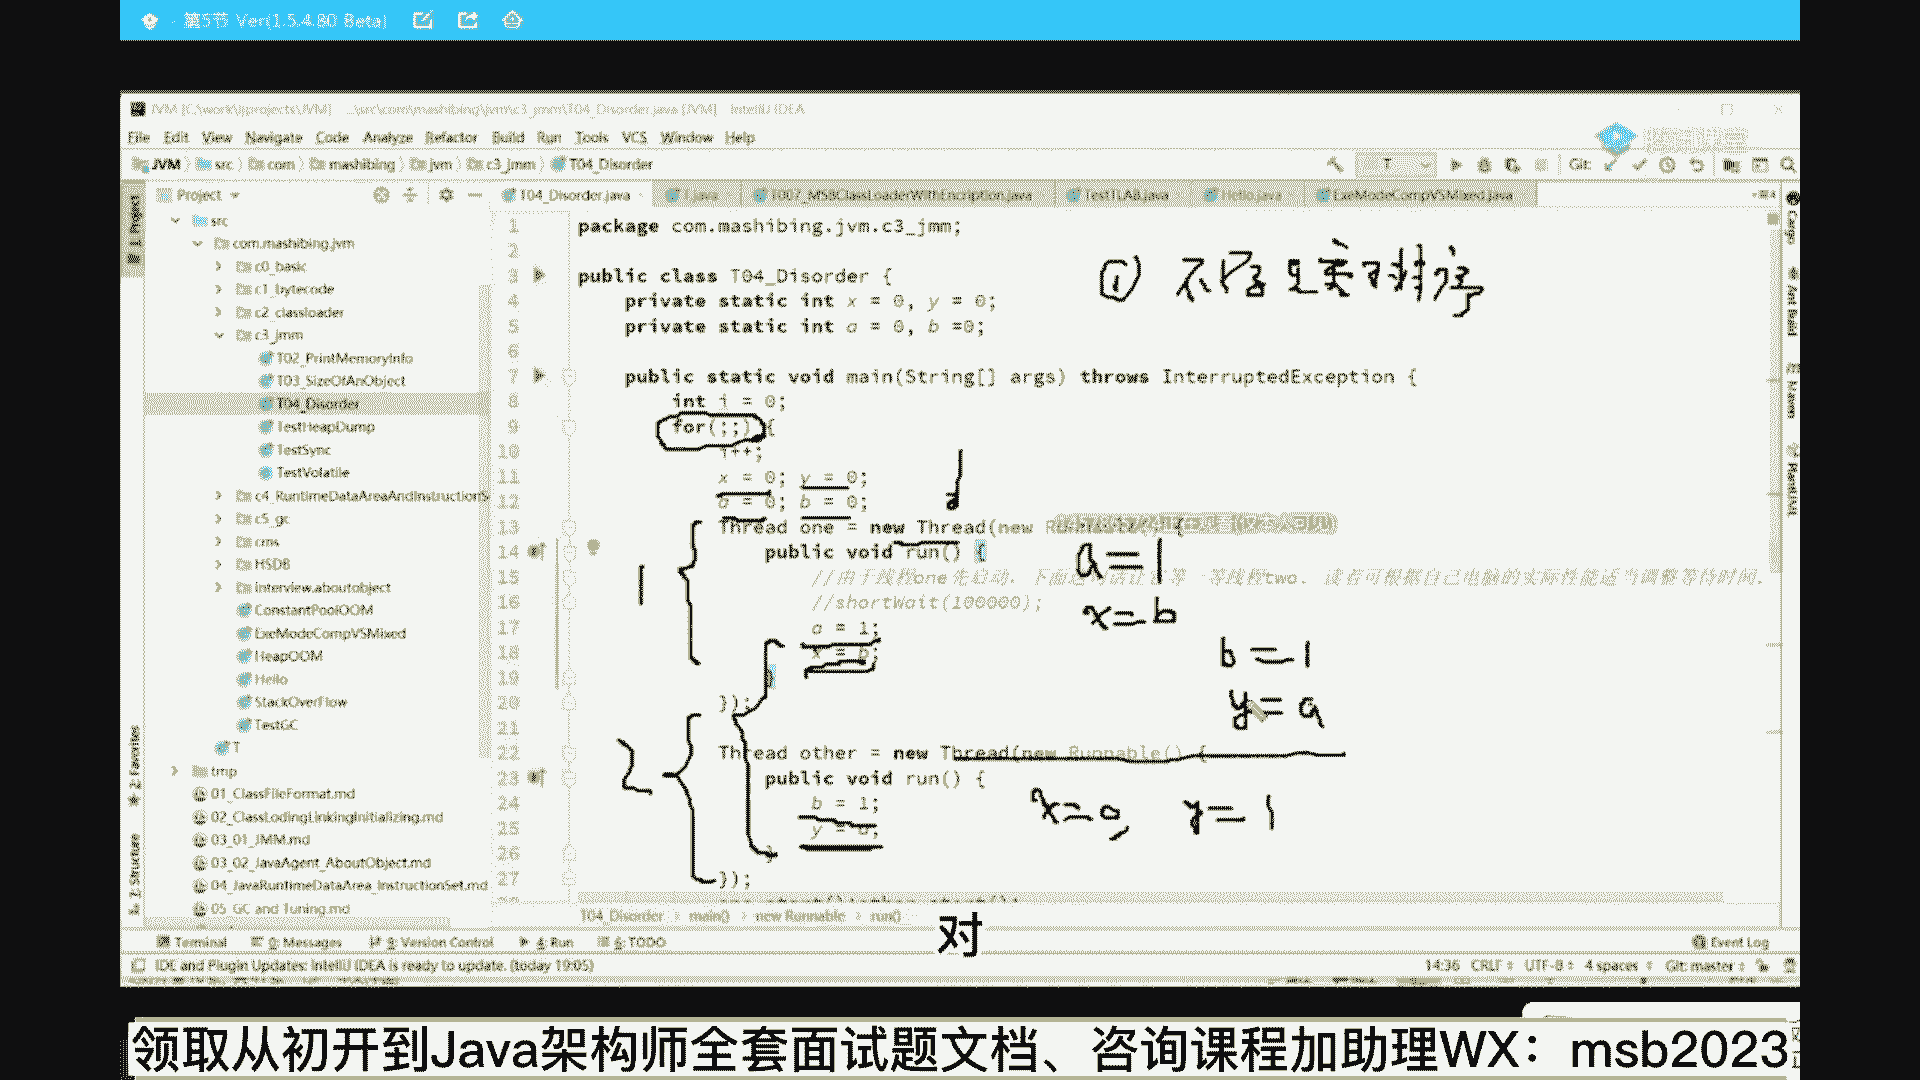 第5节 Ver(1.5.4.80 Beta)
JVM [C:\work\ijprojects\JVM] ...\src\com\mashibing\jvm\c3_jmm\T04_Disorder.java [JVM] - IntelliJ IDEA
File Edit View Navigate Code Analyze Refactor Build Run Tools VCS Window Help
JVM src com mashibing jvm c3_jmm T04_Disorder
T
Git:
Project
T04_Disorder.java T.java T007_MSBClassLoaderWithEncription.java TestTLAB.java Hello.java ExeModeCompVSMixed.java
src
com.mashibing.jvm
c0_basic
c1_bytecode
c2_classloader
c3_jmm
T02_PrintMemoryInfo
T03_SizeOfAnObject
T04_Disorder
TestHeapDump
TestSync
TestVolatile
c4_RuntimeDataAreaAndInstructionS
c5_gc
cms
HSDB
interview.aboutobject
ConstantPoolOOM
ExeModeCompVSMixed
HeapOOM
Hello
StackOverFlow
TestGC
T
tmp
01_ClassFileFormat.md
02_ClassLodingLinkingInitializing.md
03_01_JMM.md
03_02_JavaAgent_AboutObject.md
04_JavaRuntimeDataArea_InstructionSet.md
05_GC and Tuning.md
1: Project
2: Favorites
Z: Structure
1 package com.mashibing.jvm.c3_jmm;
2
3 public class T04_Disorder {
4 private static int x = 0, y = 0;
5 private static int a = 0, b =0;
6
7 public static void main(String[] args) throws InterruptedException {
8 int i = 0;
9 for(;;) {
10 i++;
11 x = 0; y = 0;
12 a = 0; b = 0;
13 Thread one = new Thread(new Runnable() {
14 public void run() {
15 //由于线程one先启动，下面这句话让它等一等线程two. 读者可根据自己电脑的实际性能适当调整等待时间.
16 //shortWait(100000);
17 a = 1;
18 x = b;
19 }
20 });
21
22 Thread other = new Thread(new Runnable() {
23 public void run() {
24 b = 1;
25 y = a;
26 }
27 });
①
a=1
x=b
b=1
y=a
x=0, y=1
1
2
Cargo
Ant Build
Maven
PlantUML
T04_Disorder main() new Runnable run()
Terminal 0: Messages 9: Version Control 4: Run 6: TODO
Event Log
IDE and Plugin Updates: IntelliJ IDEA is ready to update. (today 19:05)
14:36 CRLF UTF-8 4 spaces Git: master
对
领取从初开到Java架构师全套面试题文档、咨询课程加助理WX：msb2023